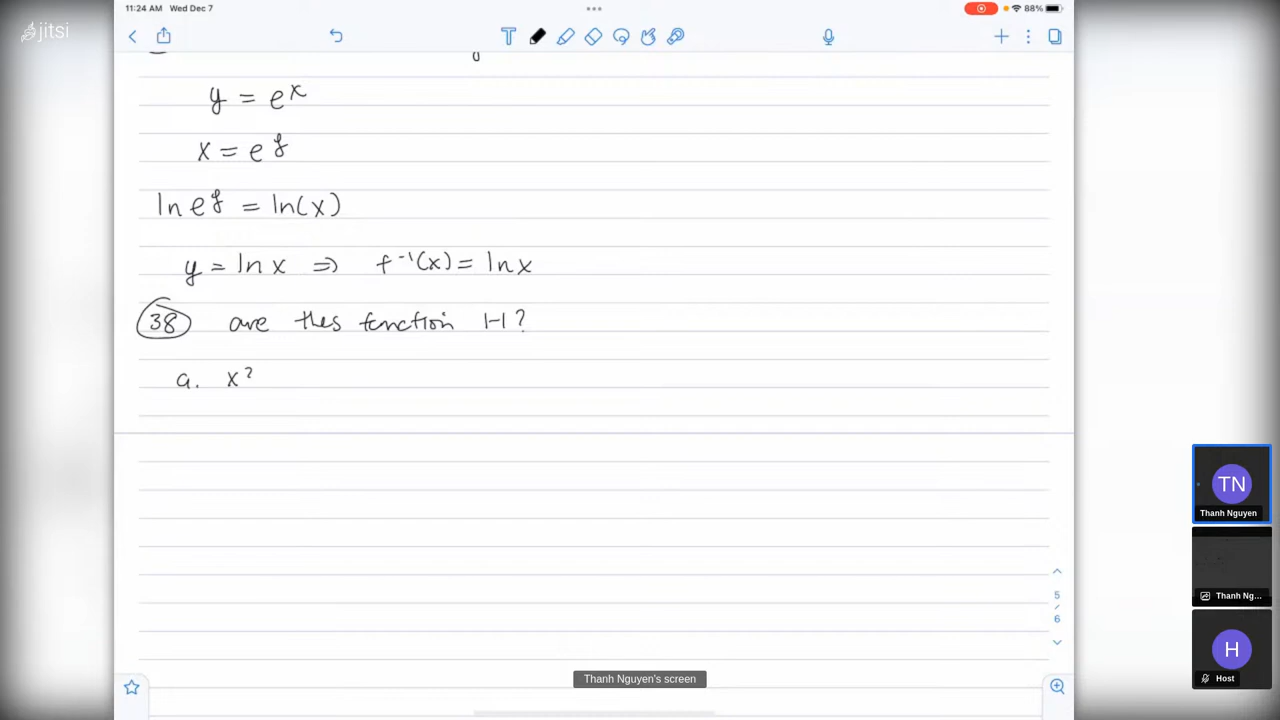 11:24 AM Wed Dec 7
88%
jitsi
y = e^x
x = e^y
ln e^y = ln(x)
y = ln x ⇒ f⁻¹(x) = ln x
38 are thes function 1-1?
a. x²
5
/
6
TN
Thanh Nguyen
Thanh Ng...
H
Host
Thanh Nguyen's screen